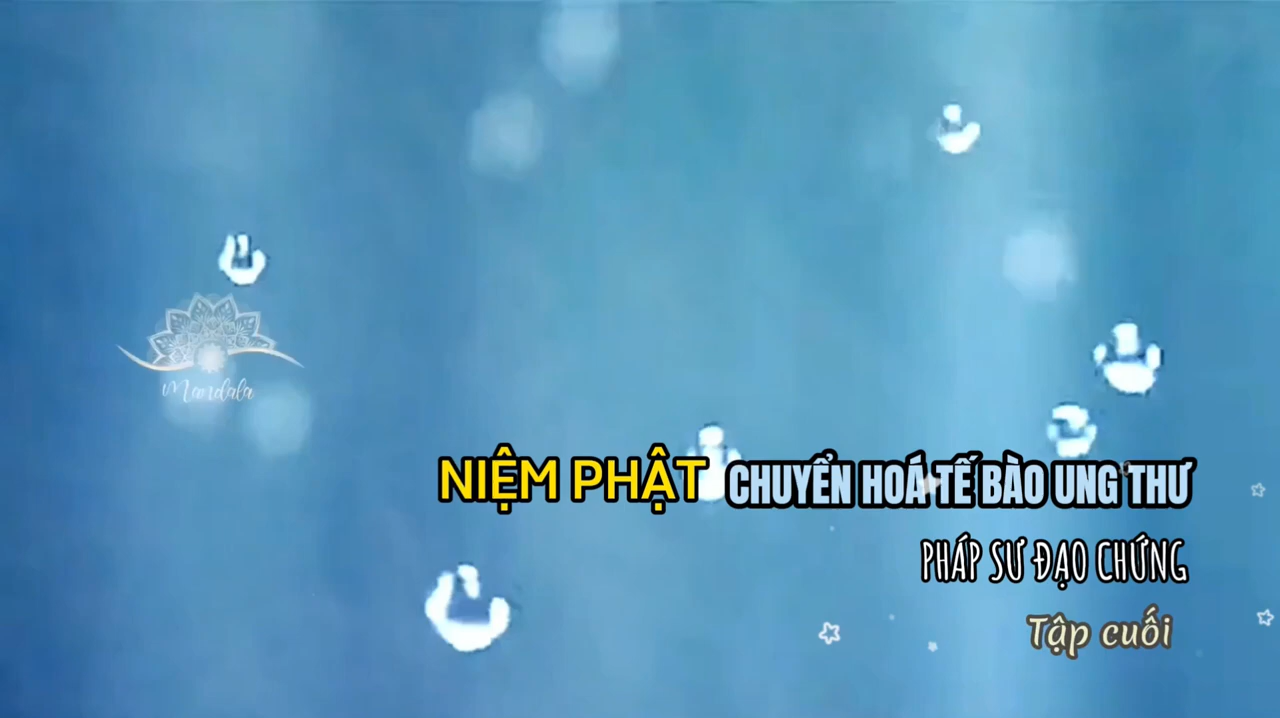 Mandala
NIỆM PHẬT CHUYỂN HOÁ TẾ BÀO UNG THƯ
PHÁP SƯ ĐẠO CHỨNG
Tập cuối